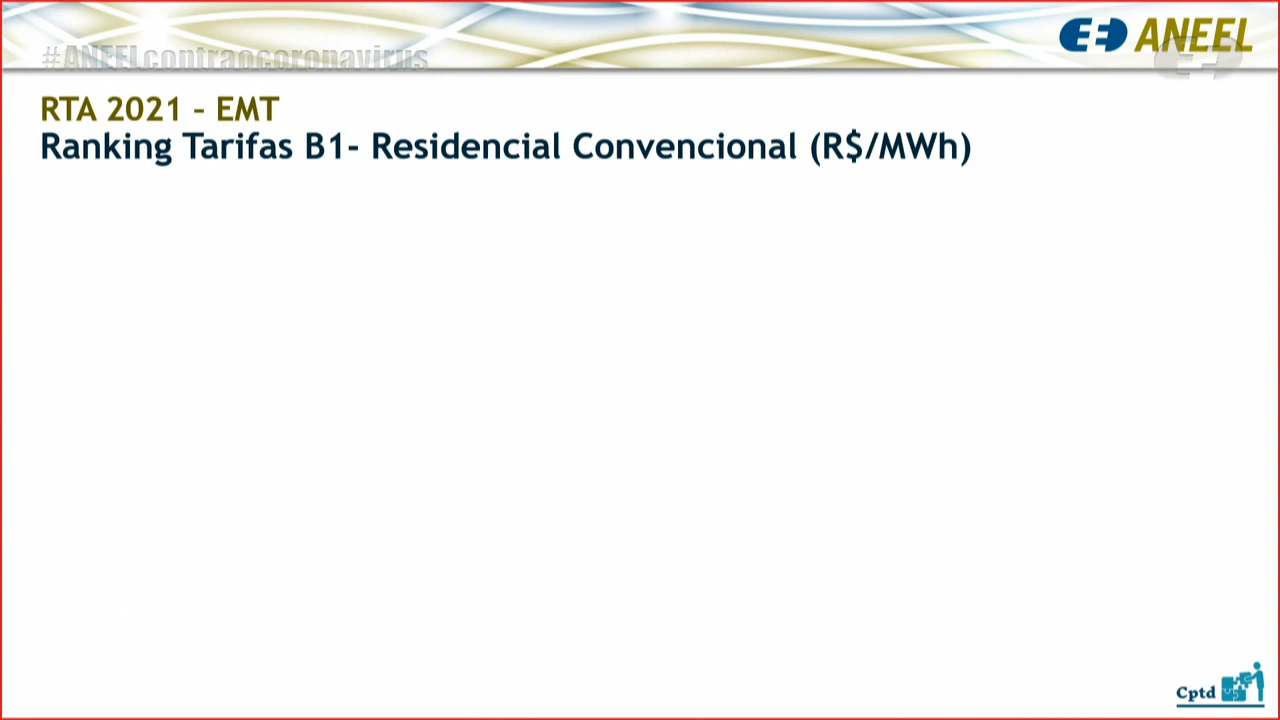 #ANEELcontraocoronavirus
ANEEL
RTA 2021 – EMT
Ranking Tarifas B1- Residencial Convencional (R$/MWh)
Cptd